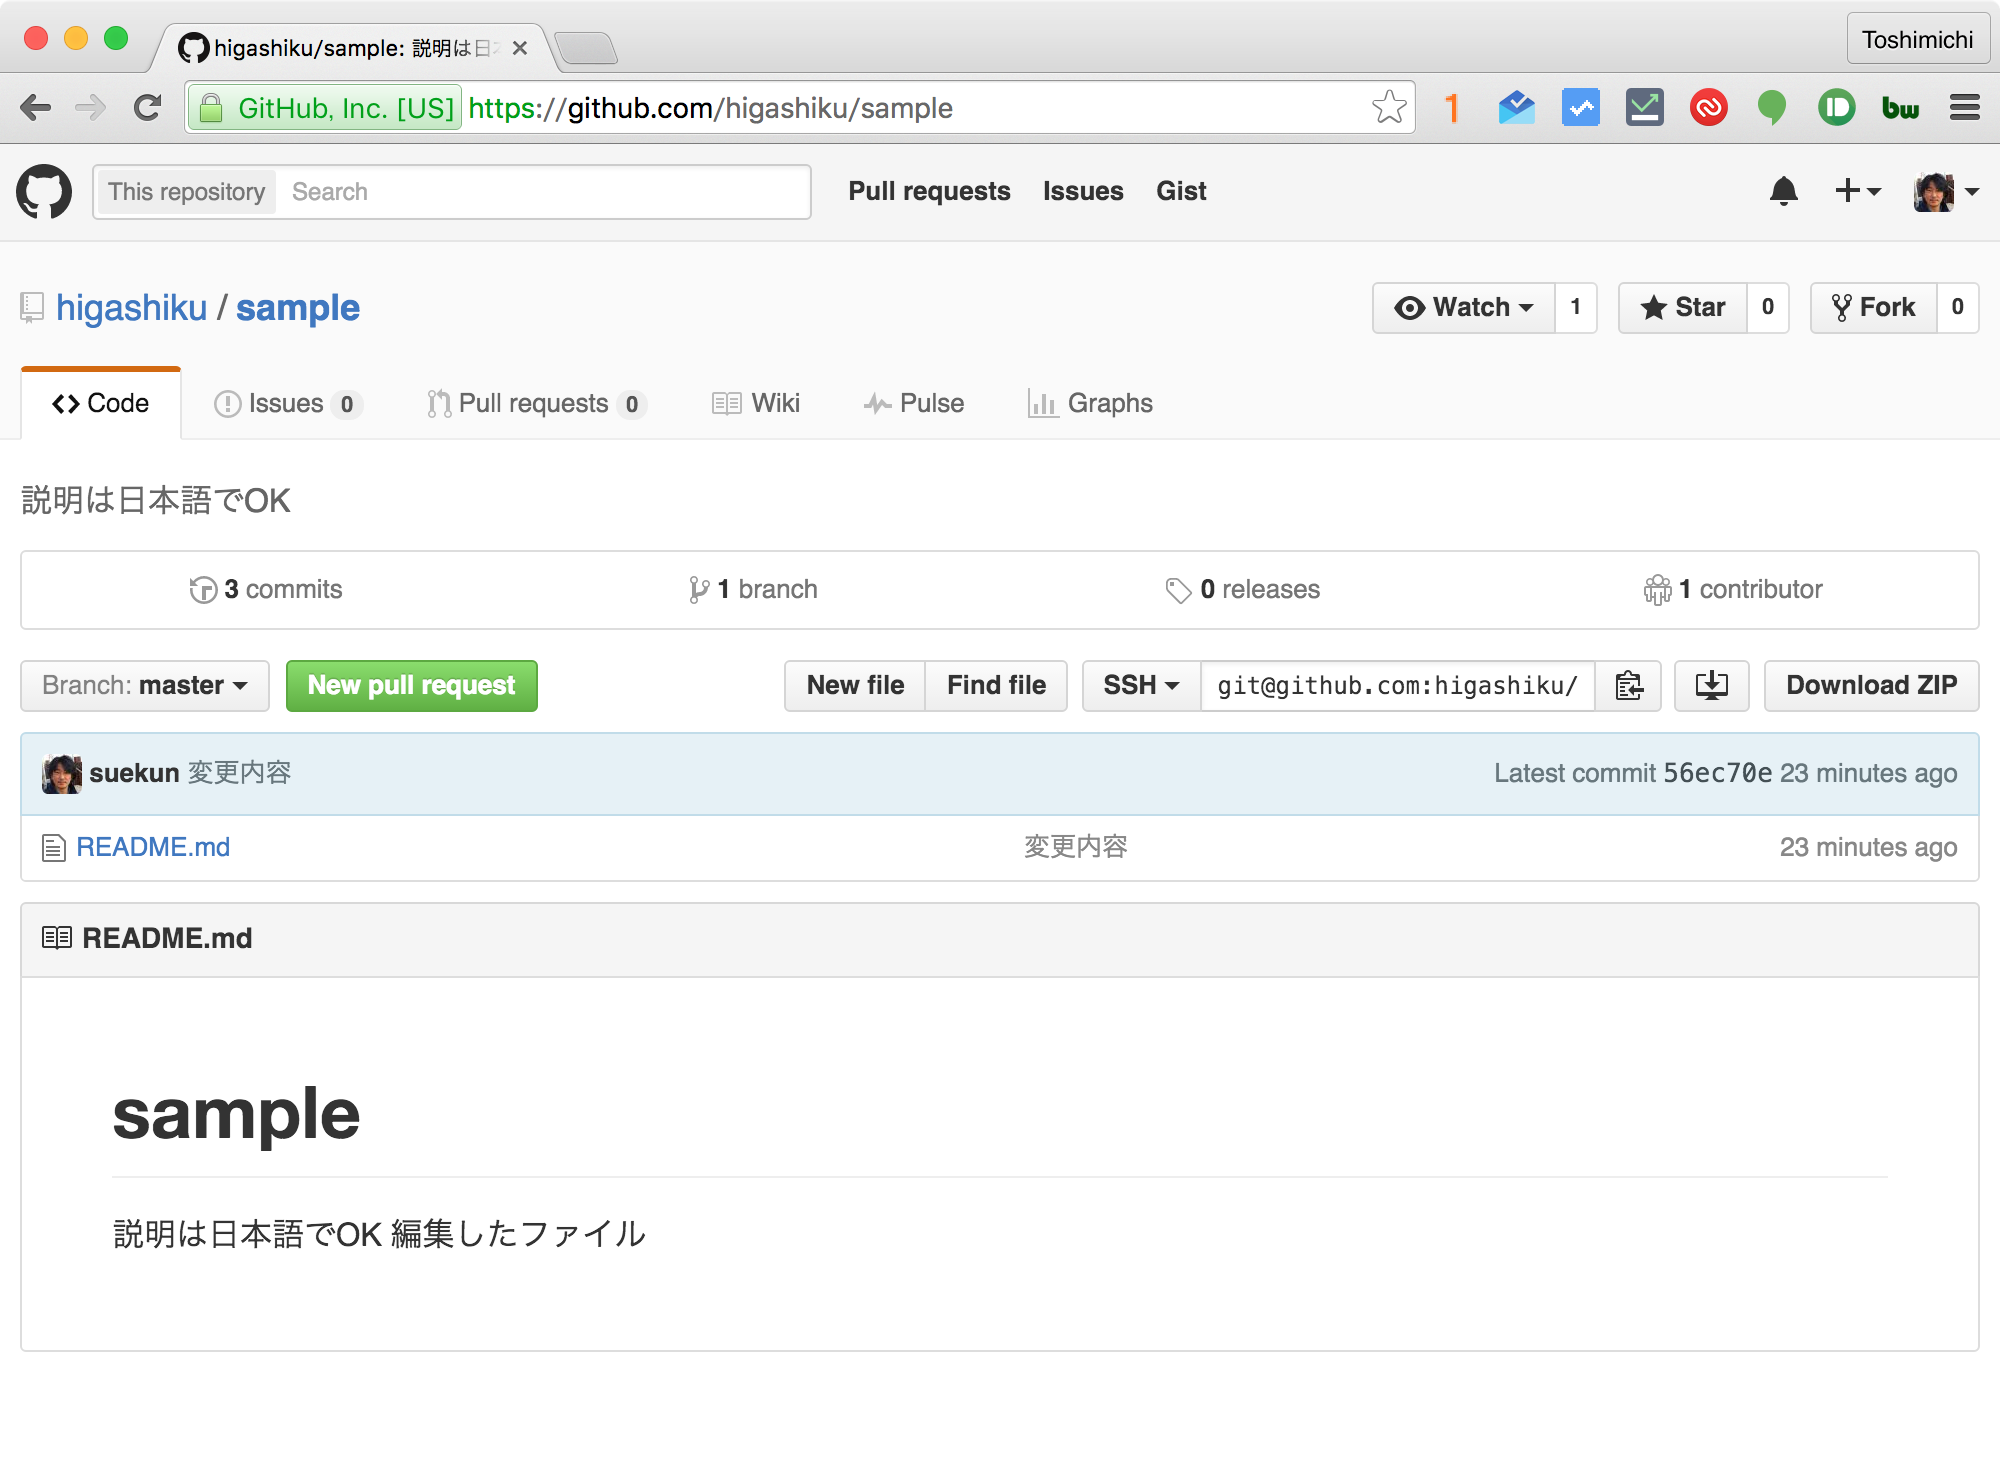 higashiku/sample: 説明は日
Toshimichi
GitHub, Inc. [US] https://github.com/higashiku/sample
1
bw
This repository Search Pull requests Issues Gist
higashiku / sample
Watch 1 Star 0 Fork 0
Code Issues 0 Pull requests 0 Wiki Pulse Graphs
説明は日本語でOK
3 commits 1 branch 0 releases 1 contributor
Branch: master New pull request New file Find file SSH git@github.com:higashiku/ Download ZIP
suekun 変更内容 Latest commit 56ec70e 23 minutes ago
README.md 変更内容 23 minutes ago
README.md
sample
説明は日本語でOK 編集したファイル